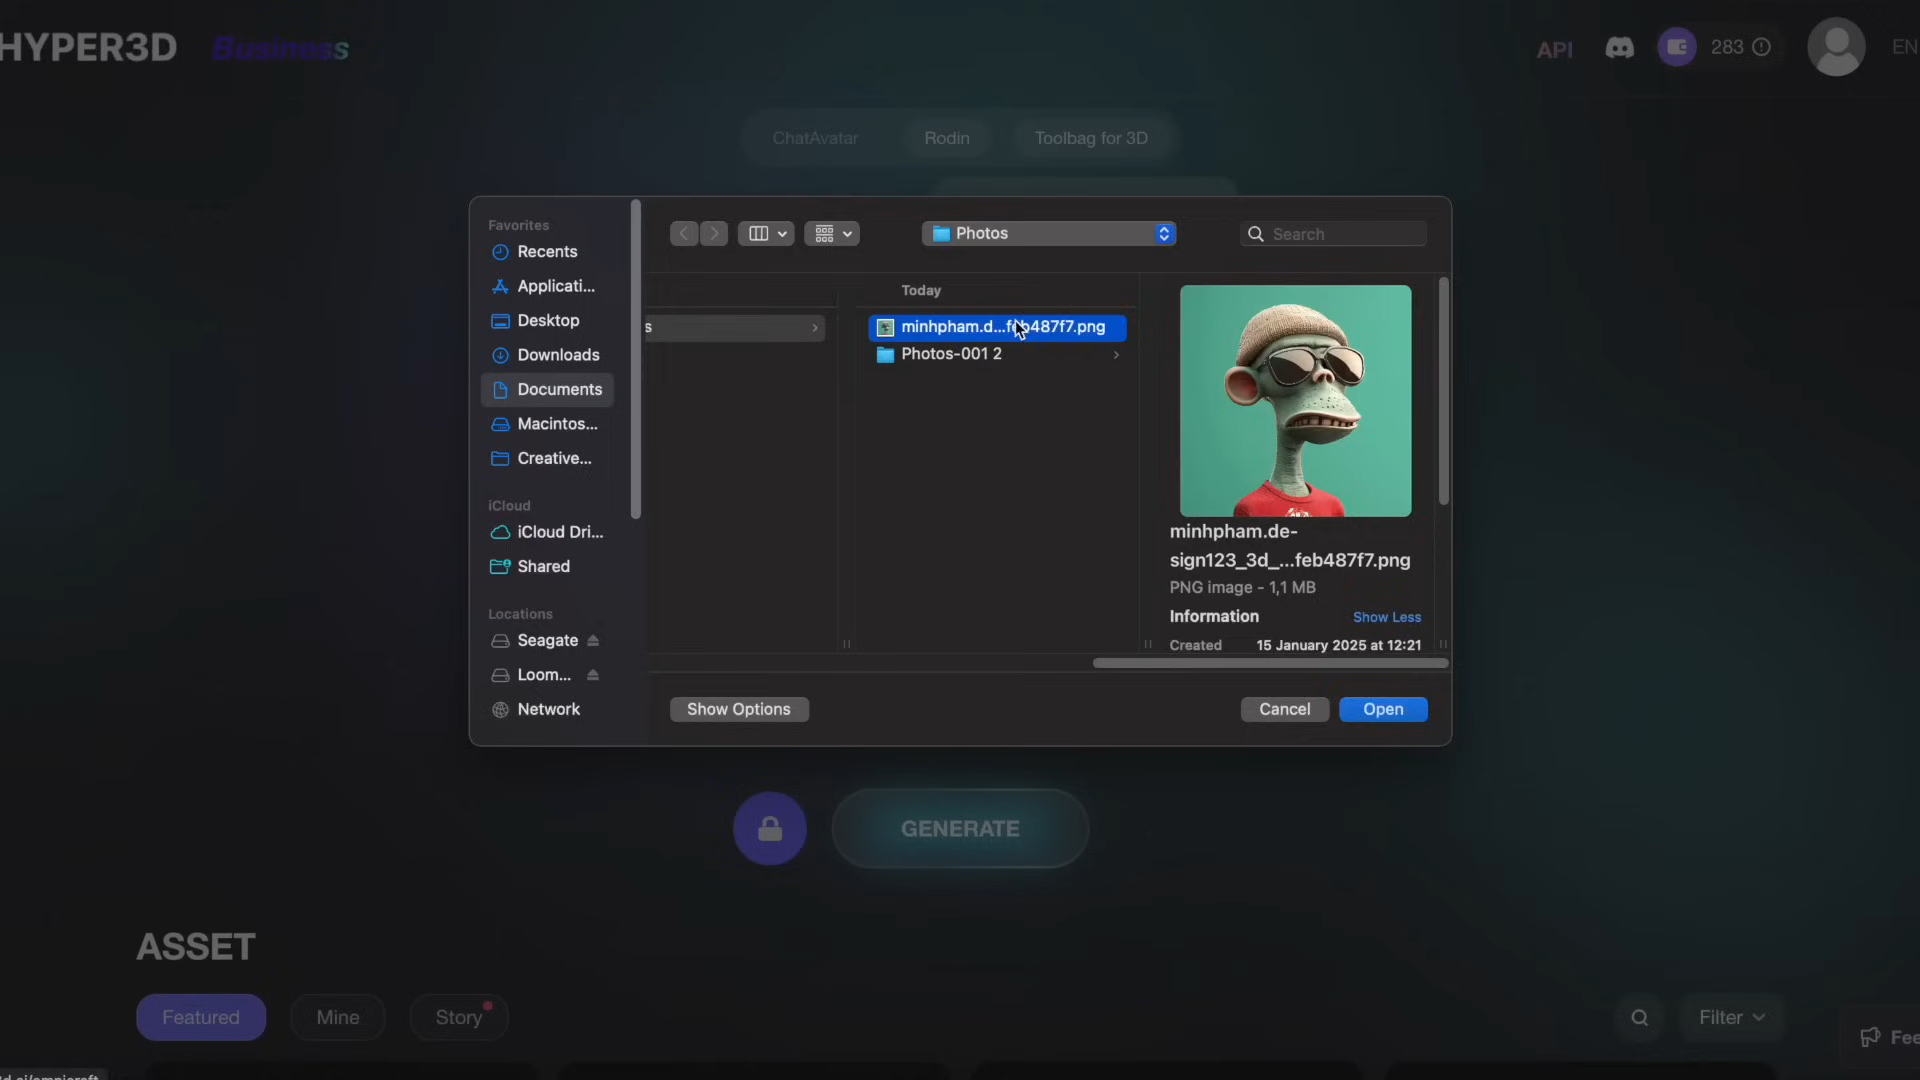 HYPER3D
Business
API
283
EN
ChatAvatar
Rodin
Toolbag for 3D
Favorites
Recents
Applicati...
Desktop
Downloads
Documents
Macintos...
Creative...
iCloud
iCloud Dri...
Shared
Locations
Seagate
Loom...
Network
Photos
Search
s
Today
minhpham.d...feb487f7.png
Photos-001 2
minhpham.de-
sign123_3d_...feb487f7.png
PNG image - 1,1 MB
Information
Show Less
Created
15 January 2025 at 12:21
Show Options
Cancel
Open
GENERATE
ASSET
Featured
Mine
Story
Filter
Fee